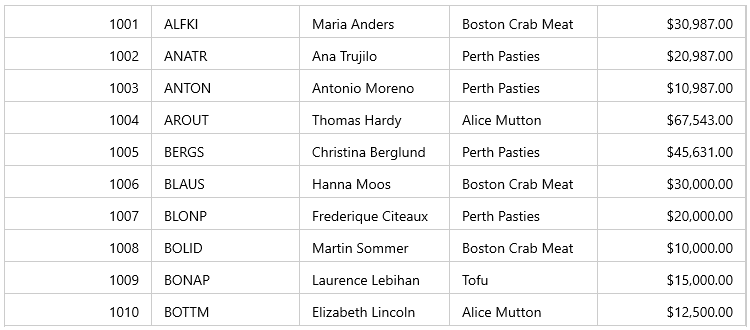 1001 ALFKI Maria Anders Boston Crab Meat $30,987.00
1002 ANATR Ana Trujilo Perth Pasties $20,987.00
1003 ANTON Antonio Moreno Perth Pasties $10,987.00
1004 AROUT Thomas Hardy Alice Mutton $67,543.00
1005 BERGS Christina Berglund Perth Pasties $45,631.00
1006 BLAUS Hanna Moos Boston Crab Meat $30,000.00
1007 BLONP Frederique Citeaux Perth Pasties $20,000.00
1008 BOLID Martin Sommer Boston Crab Meat $10,000.00
1009 BONAP Laurence Lebihan Tofu $15,000.00
1010 BOTTM Elizabeth Lincoln Alice Mutton $12,500.00